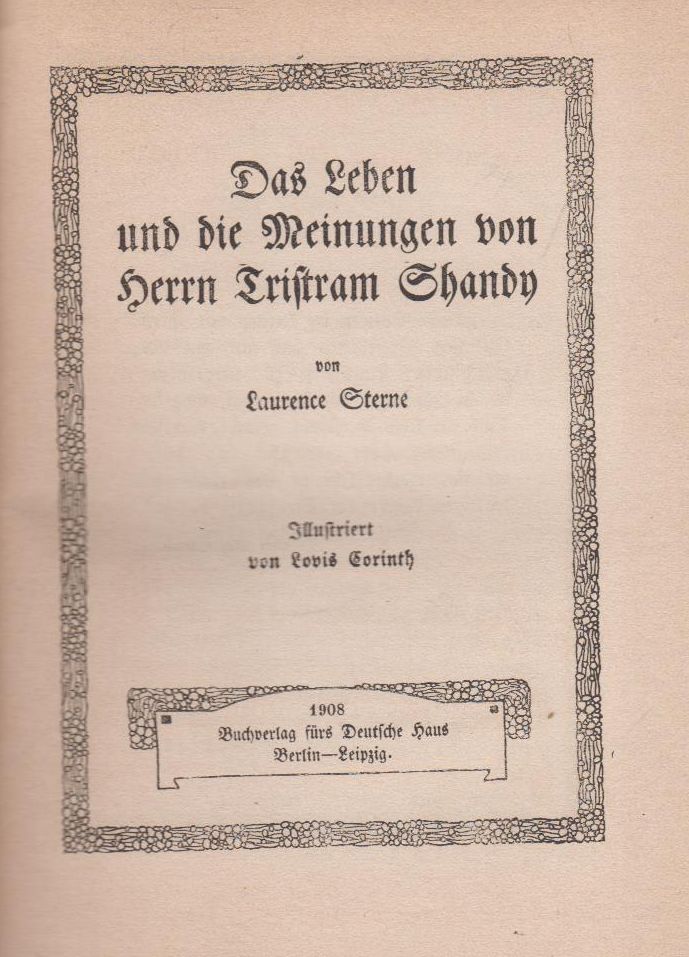 Das Leben
und die Meinungen von
Herrn Tristram Shandy
von
Laurence Sterne
Illustriert
von Lovis Corinth
1908
Buchverlag fürs Deutsche Haus
Berlin—Leipzig.